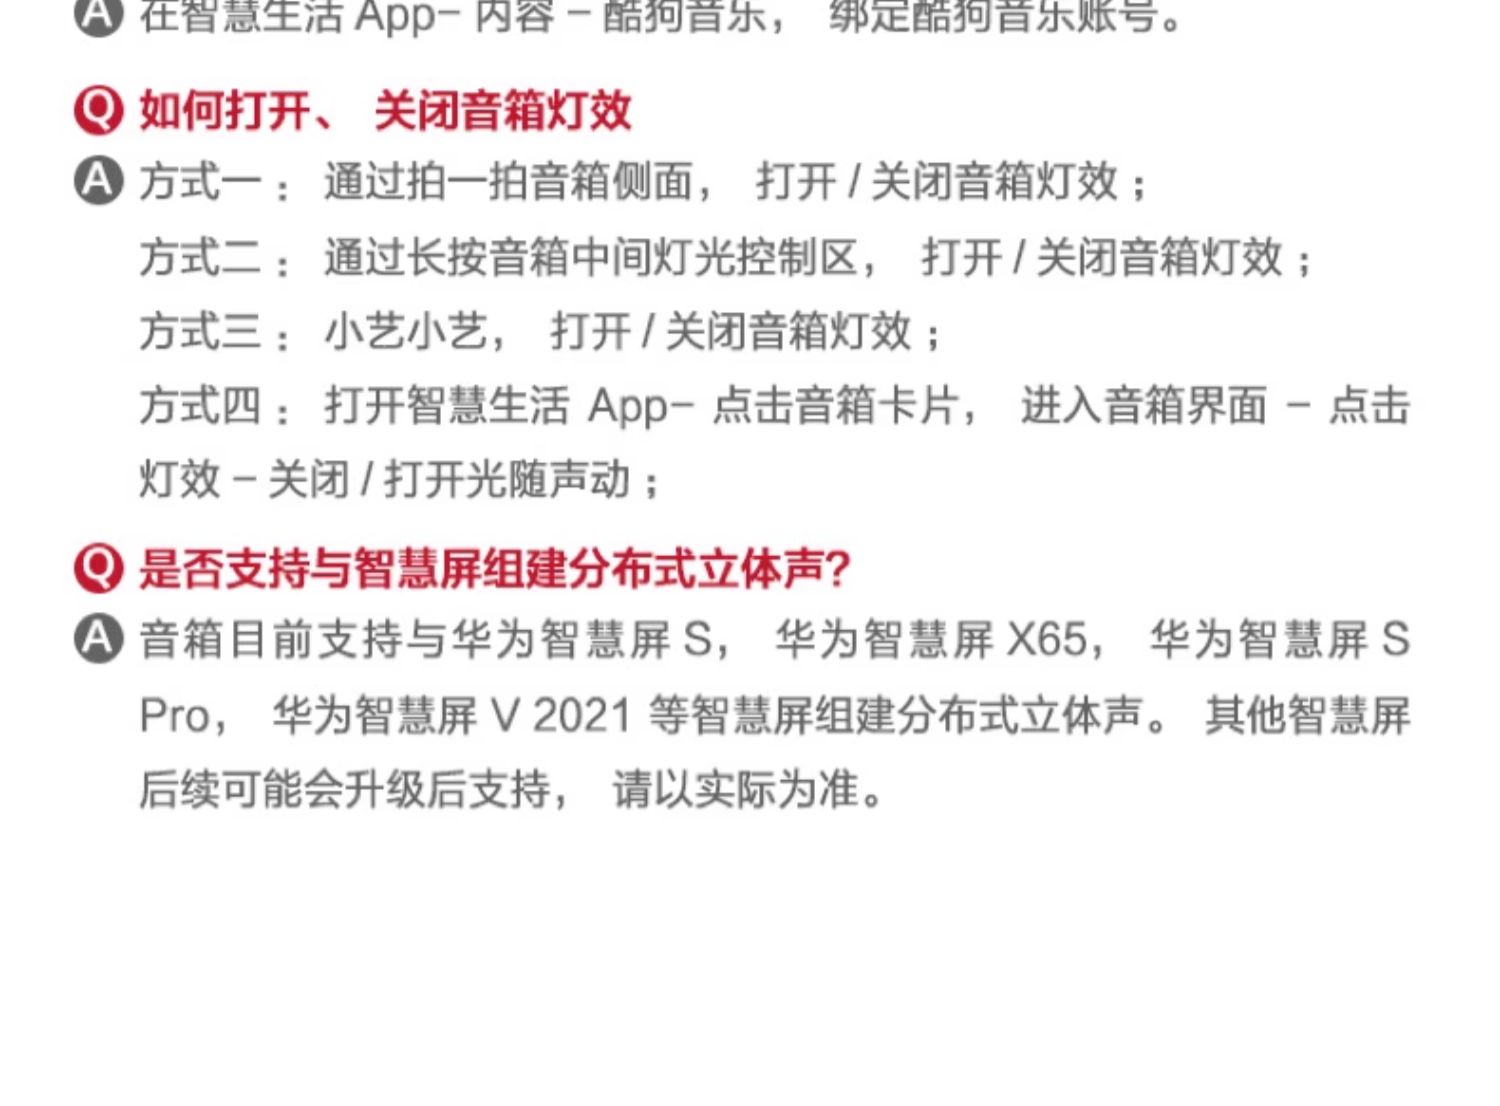 A 在智慧生活 App- 内容 - 酷狗音乐， 绑定酷狗音乐账号。
Q 如何打开、 关闭音箱灯效
A 方式一： 通过拍一拍音箱侧面， 打开 / 关闭音箱灯效；
方式二： 通过长按音箱中间灯光控制区， 打开 / 关闭音箱灯效；
方式三： 小艺小艺， 打开 / 关闭音箱灯效；
方式四： 打开智慧生活 App- 点击音箱卡片， 进入音箱界面 - 点击
灯效 - 关闭 / 打开光随声动；
Q 是否支持与智慧屏组建分布式立体声？
A 音箱目前支持与华为智慧屏 S， 华为智慧屏 X65， 华为智慧屏 S
Pro， 华为智慧屏 V 2021 等智慧屏组建分布式立体声。 其他智慧屏
后续可能会升级后支持， 请以实际为准。